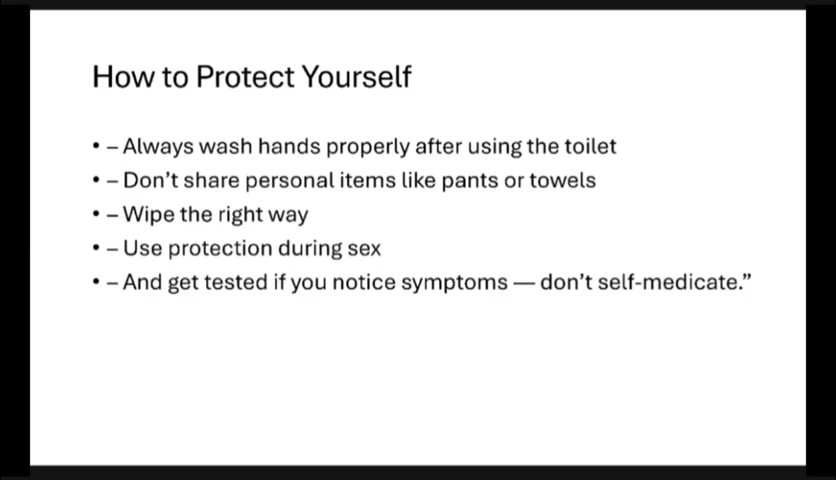 How to Protect Yourself
• – Always wash hands properly after using the toilet
• – Don’t share personal items like pants or towels
• – Wipe the right way
• – Use protection during sex
• – And get tested if you notice symptoms — don’t self-medicate.”